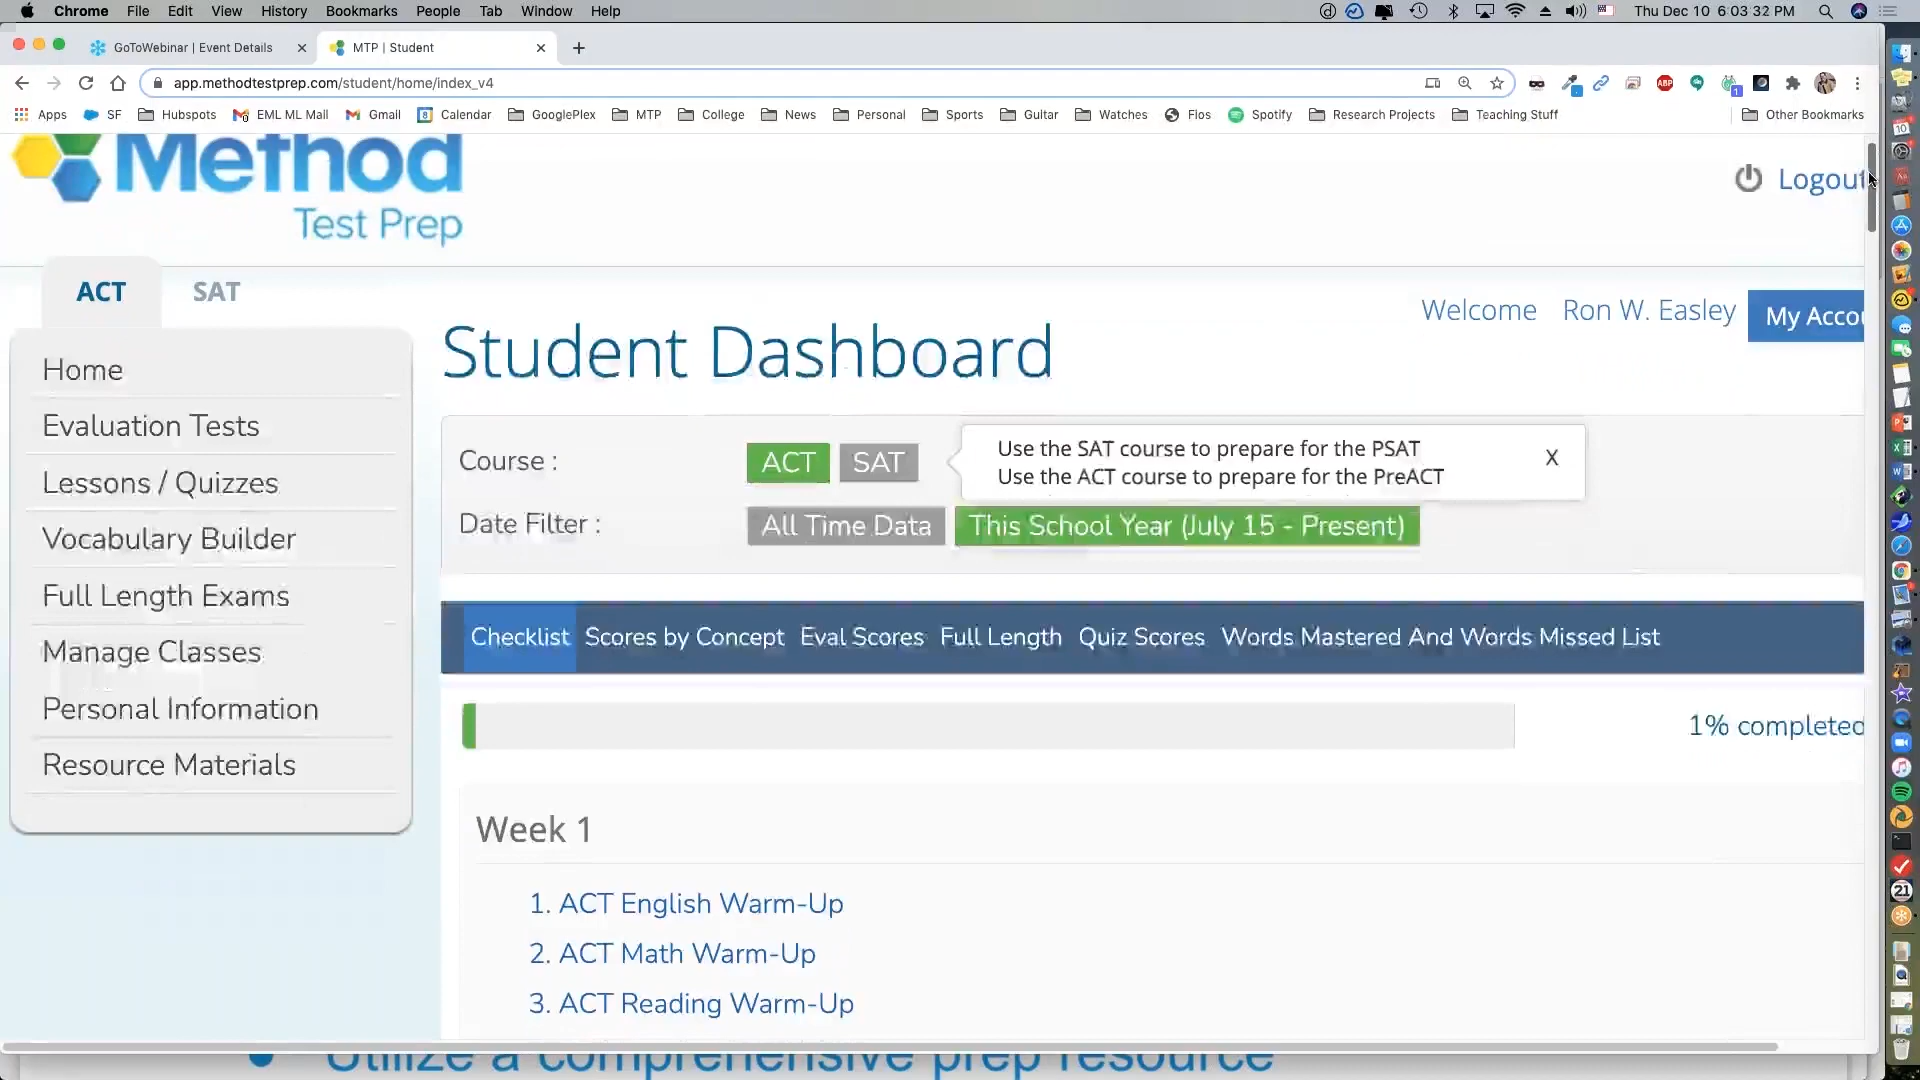 Chrome File Edit View History Bookmarks People Tab Window Help Thu Dec 10 6:03:32 PM
GoToWebinar | Event Details MTP | Student
app.methodtestprep.com/student/home/index_v4
Apps SF Hubspots EML ML Mail Gmail Calendar GooglePlex MTP College News Personal Sports Guitar Watches Flos Spotify Research Projects Teaching Stuff Other Bookmarks
Method
Test Prep
Logout
ACT SAT
Welcome Ron W. Easley My Accou
Student Dashboard
Home
Evaluation Tests
Lessons / Quizzes
Vocabulary Builder
Full Length Exams
Manage Classes
Personal Information
Resource Materials
Course : ACT SAT
Use the SAT course to prepare for the PSAT
Use the ACT course to prepare for the PreACT
X
Date Filter : All Time Data This School Year (July 15 - Present)
Checklist Scores by Concept Eval Scores Full Length Quiz Scores Words Mastered And Words Missed List
1% completed
Week 1
1. ACT English Warm-Up
2. ACT Math Warm-Up
3. ACT Reading Warm-Up
Utilize a comprehensive prep resource